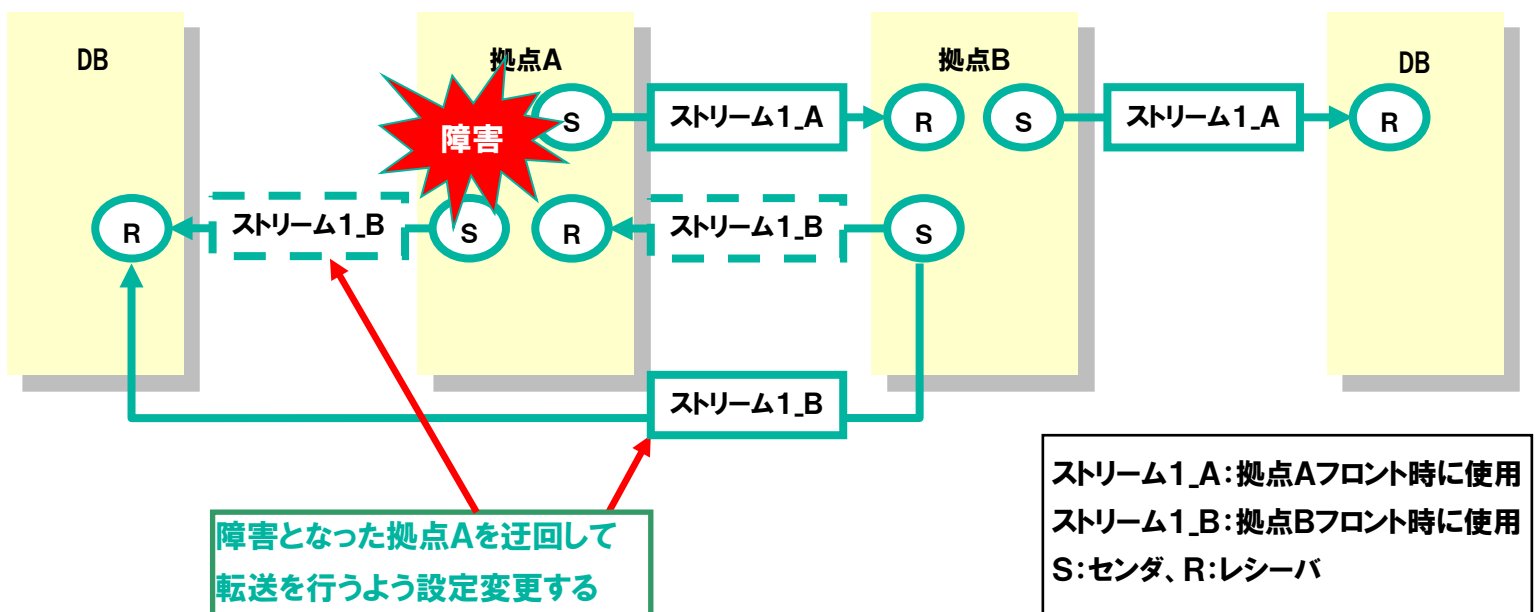 DB
拠点A
拠点B
DB
障害
S
ストリーム1_A
R
S
ストリーム1_A
R
R
ストリーム1_B
S
R
ストリーム1_B
S
ストリーム1_B
障害となった拠点Aを迂回して
転送を行うよう設定変更する
ストリーム1_A:拠点Aフロント時に使用
ストリーム1_B:拠点Bフロント時に使用
S:センダ、R:レシーバ